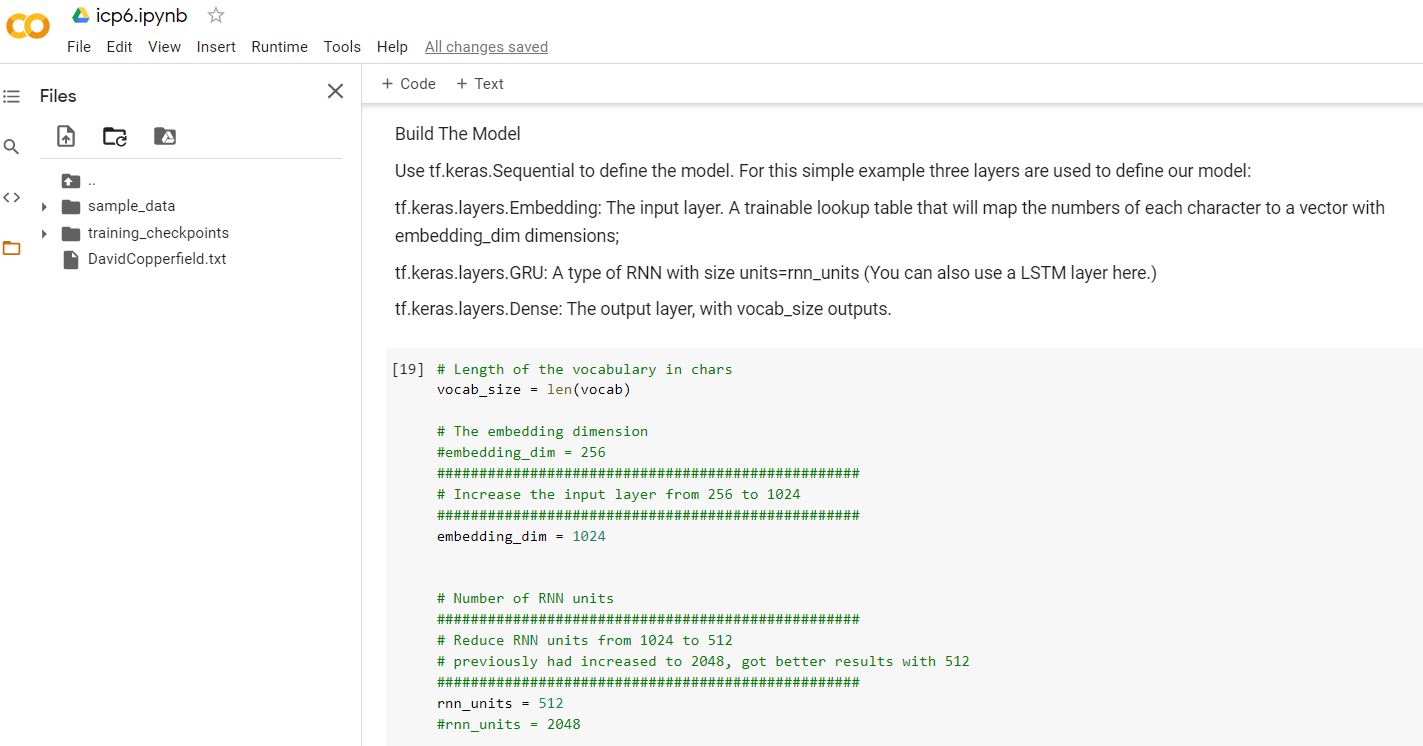 icp6.ipynb
File Edit View Insert Runtime Tools Help All changes saved
Files
..
sample_data
training_checkpoints
DavidCopperfield.txt
+ Code + Text
Build The Model
Use tf.keras.Sequential to define the model. For this simple example three layers are used to define our model:
tf.keras.layers.Embedding: The input layer. A trainable lookup table that will map the numbers of each character to a vector with
embedding_dim dimensions;
tf.keras.layers.GRU: A type of RNN with size units=rnn_units (You can also use a LSTM layer here.)
tf.keras.layers.Dense: The output layer, with vocab_size outputs.
[19] # Length of the vocabulary in chars
vocab_size = len(vocab)
# The embedding dimension
#embedding_dim = 256
##################################################
# Increase the input layer from 256 to 1024
##################################################
embedding_dim = 1024
# Number of RNN units
##################################################
# Reduce RNN units from 1024 to 512
# previously had increased to 2048, got better results with 512
##################################################
rnn_units = 512
#rnn_units = 2048